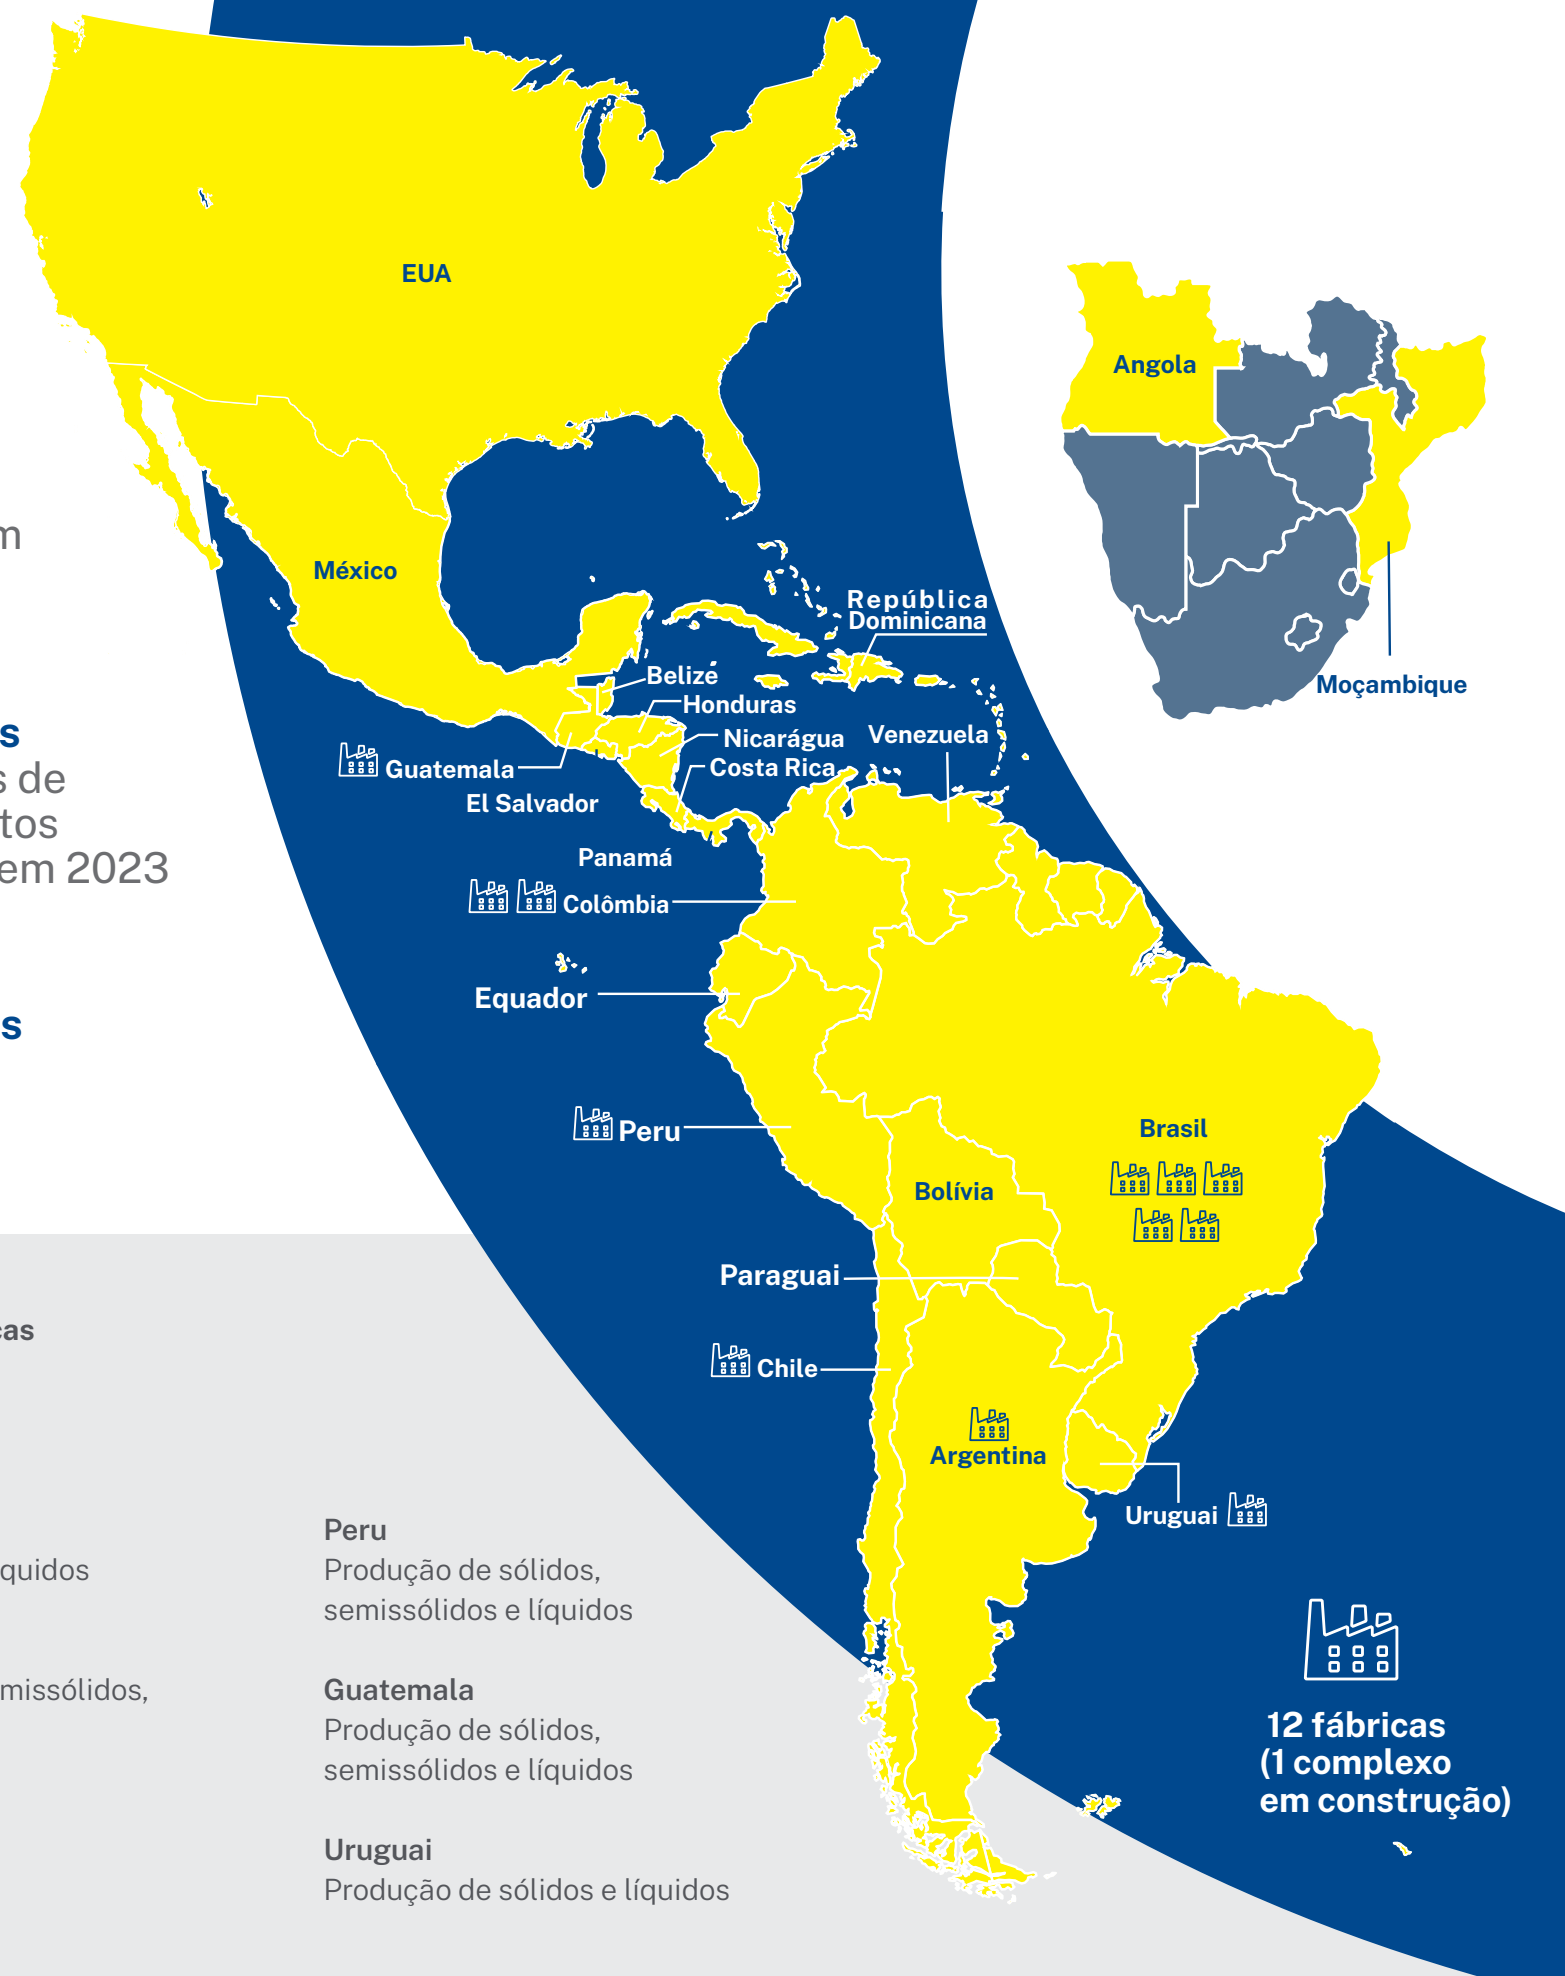 EUA
Angola
México
República
Dominicana
Belize
Moçambique
Honduras
Nicarágua
Venezuela
Costa Rica
Guatemala
El Salvador
Panamá
Colômbia
Equador
Peru
Brasil
Bolívia
Paraguai
Chile
Argentina
Uruguai
m
s
s de
tos
em 2023
s
cas
quidos
missólidos,
Peru
Produção de sólidos,
semissólidos e líquidos
Guatemala
Produção de sólidos,
semissólidos e líquidos
Uruguai
Produção de sólidos e líquidos
12 fábricas
(1 complexo
em construção)